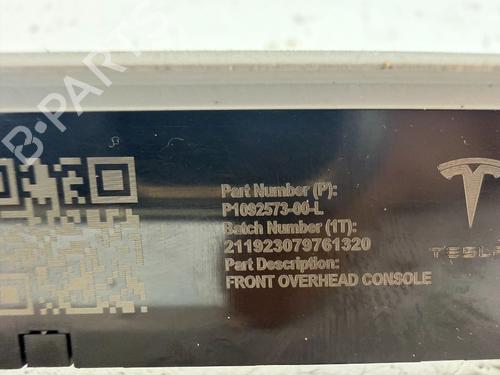 B-PARTS
Part Number (P):
P1092573-00-L
Batch Number (1T):
211923079761320
Part Description:
FRONT OVERHEAD CONSOLE
TESLA